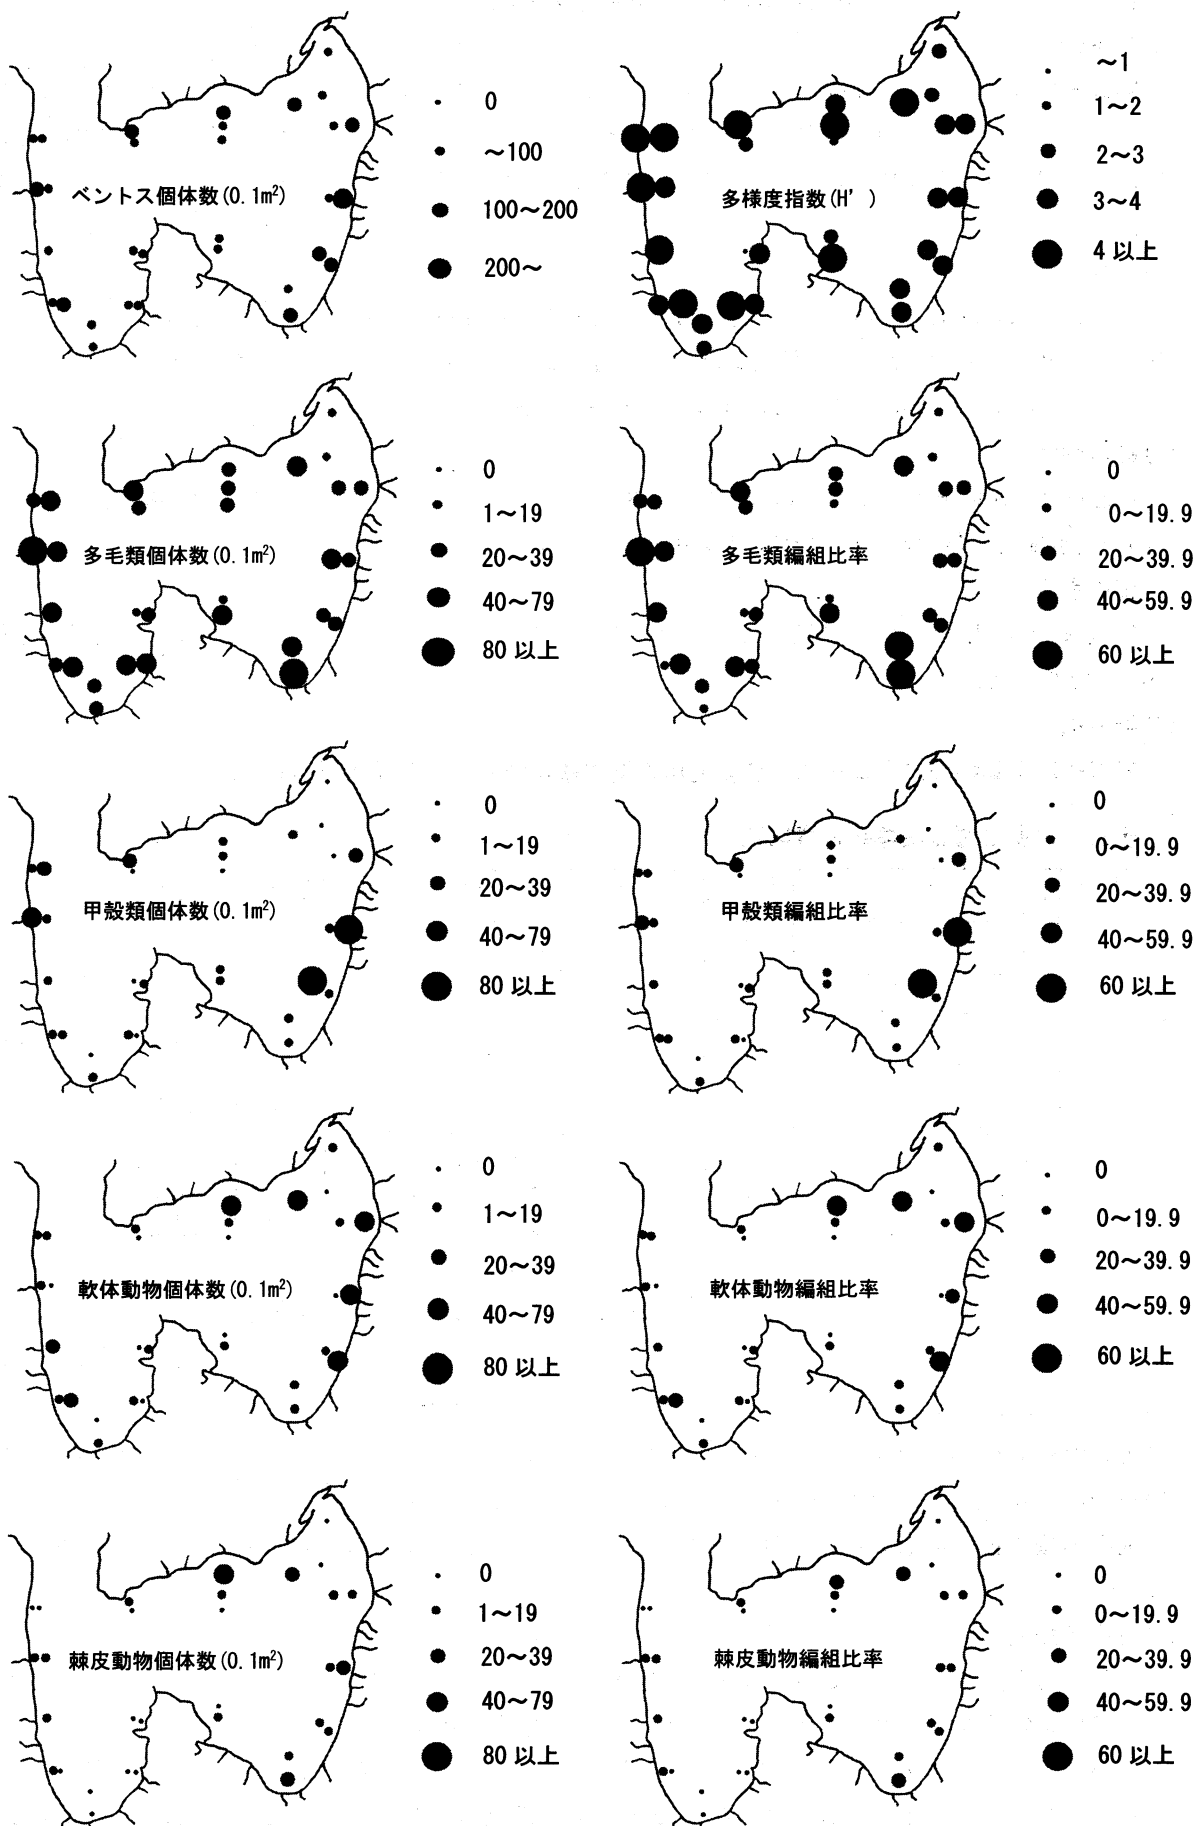 ベントス個体数(0.1m²)
0
～100
100～200
200～
多様度指数(H')
～1
1～2
2～3
3～4
4以上
多毛類個体数(0.1m²)
0
1～19
20～39
40～79
80以上
多毛類編組比率
0
0～19.9
20～39.9
40～59.9
60以上
甲殻類個体数(0.1m²)
0
1～19
20～39
40～79
80以上
甲殻類編組比率
0
0～19.9
20～39.9
40～59.9
60以上
軟体動物個体数(0.1m²)
0
1～19
20～39
40～79
80以上
軟体動物編組比率
0
0～19.9
20～39.9
40～59.9
60以上
棘皮動物個体数(0.1m²)
0
1～19
20～39
40～79
80以上
棘皮動物編組比率
0
0～19.9
20～39.9
40～59.9
60以上